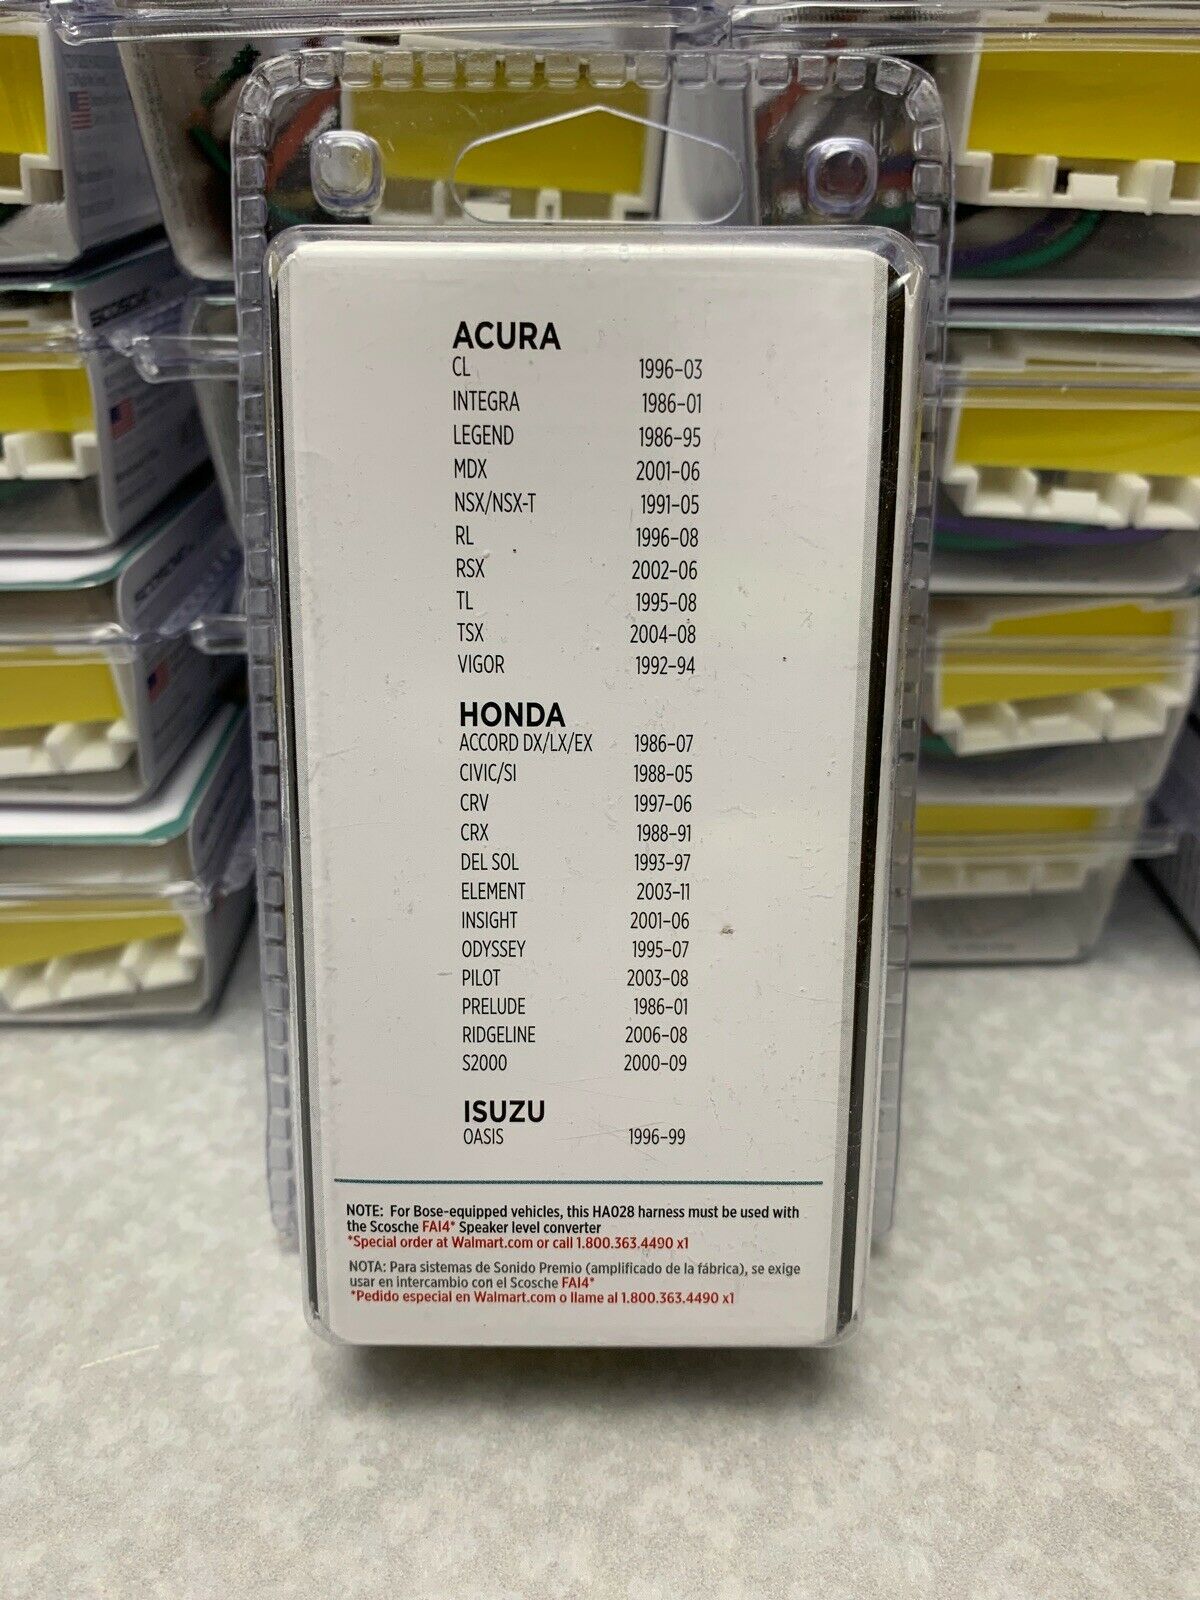 ACURA
CL 1996-03
INTEGRA 1986-01
LEGEND 1986-95
MDX 2001-06
NSX/NSX-T 1991-05
RL 1996-08
RSX 2002-06
TL 1995-08
TSX 2004-08
VIGOR 1992-94
HONDA
ACCORD DX/LX/EX 1986-07
CIVIC/SI 1988-05
CRV 1997-06
CRX 1988-91
DEL SOL 1993-97
ELEMENT 2003-11
INSIGHT 2001-06
ODYSSEY 1995-07
PILOT 2003-08
PRELUDE 1986-01
RIDGELINE 2006-08
S2000 2000-09
ISUZU
OASIS 1996-99
NOTE: For Bose-equipped vehicles, this HA028 harness must be used with
the Scosche FAI4* Speaker level converter
*Special order at Walmart.com or call 1.800.363.4490 x1
NOTA: Para sistemas de Sonido Premio (amplificado de la fábrica), se exige
usar en intercambio con el Scosche FAI4*
*Pedido especial en Walmart.com o llame al 1.800.363.4490 x1
SCOSCHE